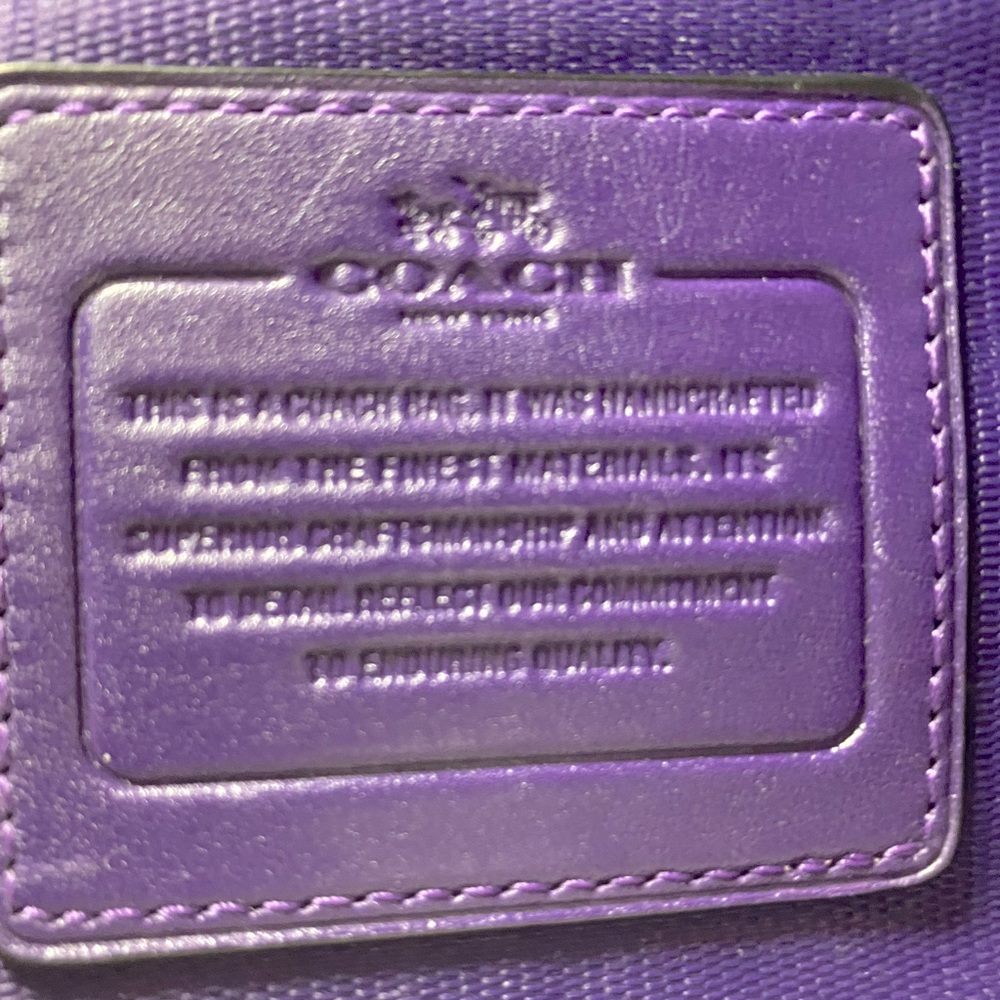 COACH
NEW YORK
THIS IS A COACH BAG. IT WAS HANDCRAFTED
FROM THE FINEST MATERIALS. ITS
SUPERIOR CRAFTSMANSHIP AND ATTENTION
TO DETAIL REFLECT OUR COMMITMENT
TO ENDURING QUALITY.